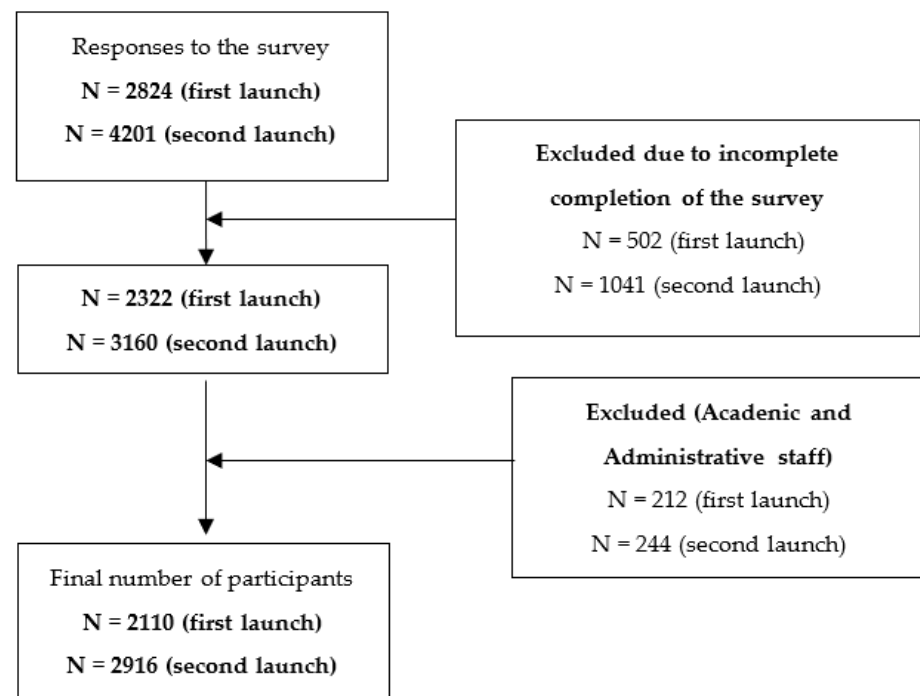 Responses to the survey
N = 2824 (first launch)
N = 4201 (second launch)
Excluded due to incomplete
completion of the survey
N = 502 (first launch)
N = 1041 (second launch)
N = 2322 (first launch)
N = 3160 (second launch)
Excluded (Acadenic and
Administrative staff)
N = 212 (first launch)
N = 244 (second launch)
Final number of participants
N = 2110 (first launch)
N = 2916 (second launch)